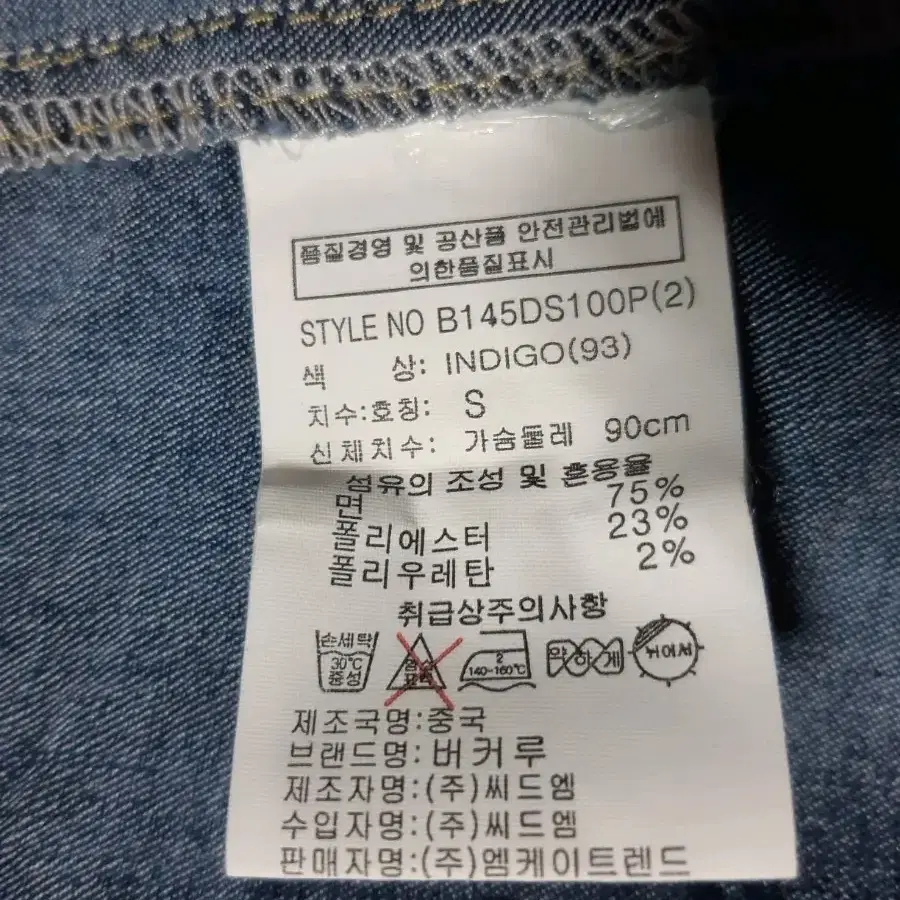 품질경영 및 공산품 안전관리법에
의한품질표시
STYLE NO B145DS100P(2)
색 상: INDIGO(93)
치수:호칭: S
신체치수: 가슴둘레 90cm
섬유의 조성 및 혼용율
면 75%
폴리에스터 23%
폴리우레탄 2%
취급상주의사항
손세탁 30℃ 중성
염소 표백
2 140-160℃
약하게
뉘어서
제조국명:중국
브랜드명:버커루
제조자명:(주)씨드엠
수입자명:(주)씨드엠
판매자명:(주)엠케이트렌드